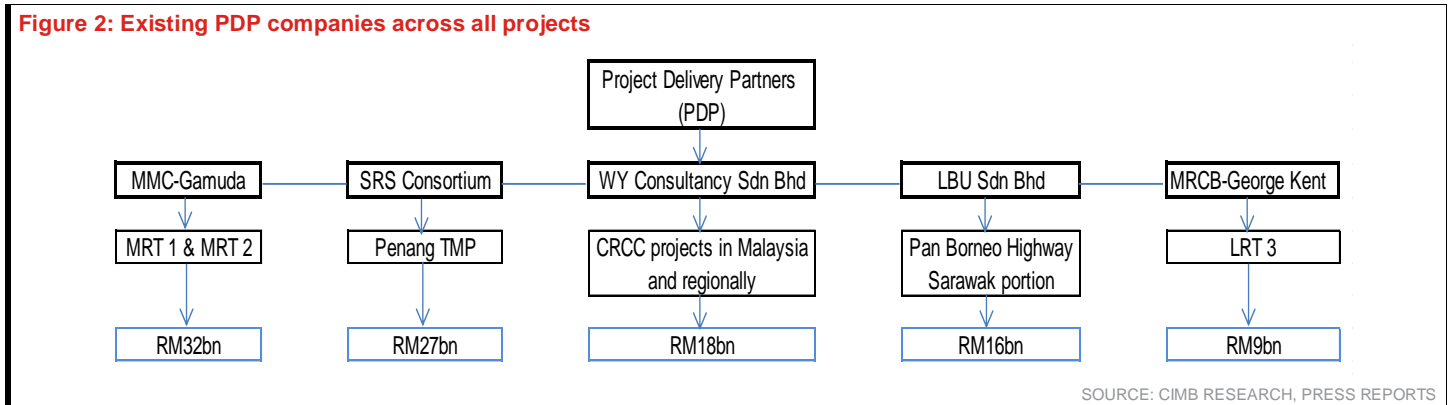 Figure 2: Existing PDP companies across all projects
Project Delivery Partners
(PDP)
MMC-Gamuda
SRS Consortium
WY Consultancy Sdn Bhd
LBU Sdn Bhd
MRCB-George Kent
MRT 1 & MRT 2
Penang TMP
CRCC projects in Malaysia
and regionally
Pan Borneo Highway
Sarawak portion
LRT 3
RM32bn
RM27bn
RM18bn
RM16bn
RM9bn
SOURCE: CIMB RESEARCH, PRESS REPORTS